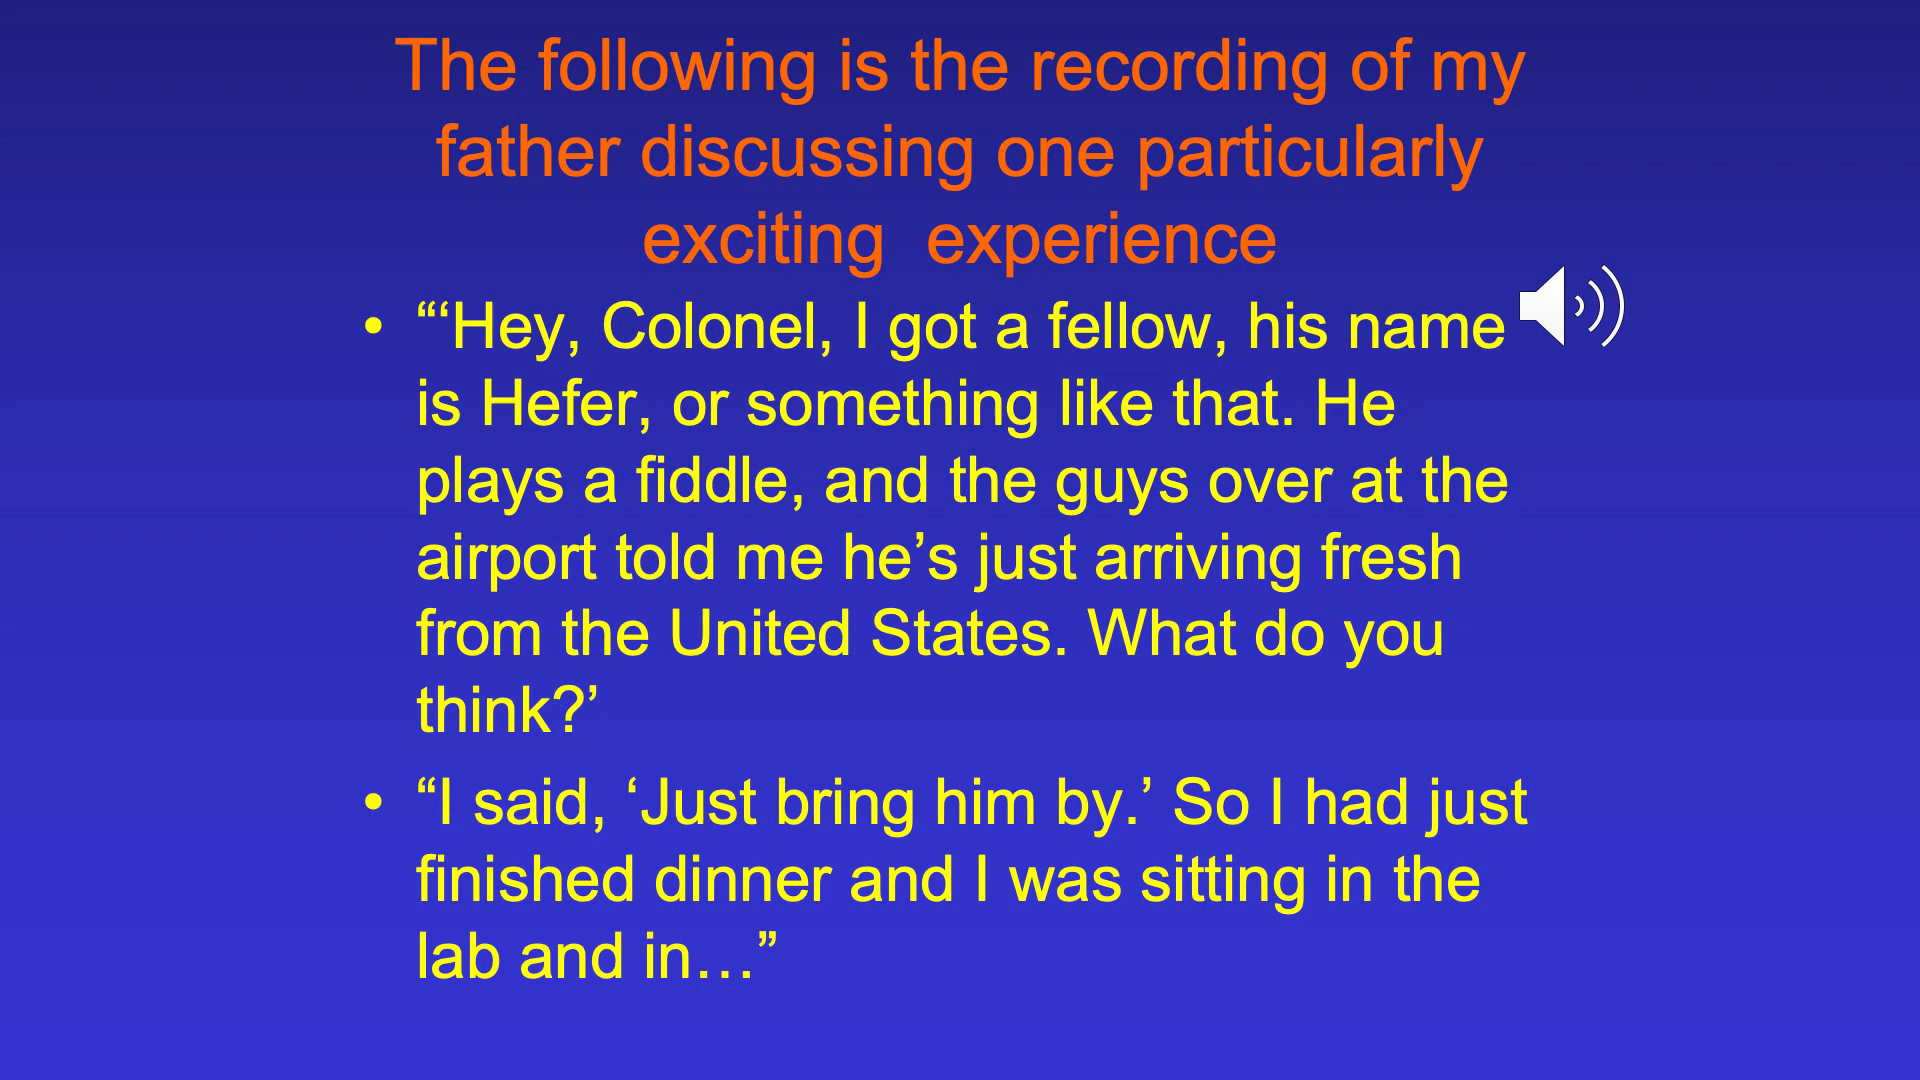 The following is the recording of my
father discussing one particularly
exciting  experience
• “‘Hey, Colonel, I got a fellow, his name
is Hefer, or something like that. He
plays a fiddle, and the guys over at the
airport told me he’s just arriving fresh
from the United States. What do you
think?’
• “I said, ‘Just bring him by.’ So I had just
finished dinner and I was sitting in the
lab and in…”